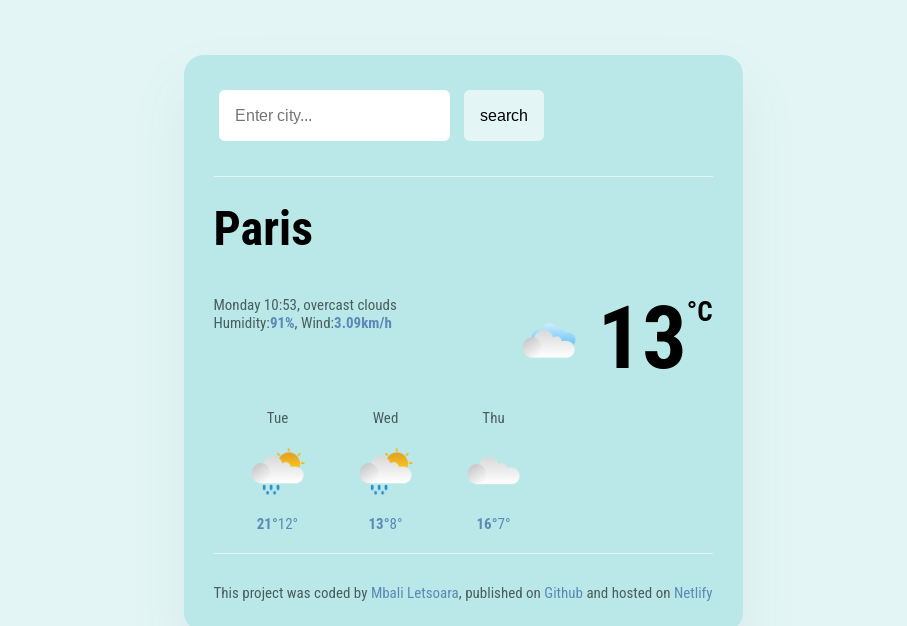 Enter city...
search
Paris
Monday 10:53, overcast clouds
Humidity:91%, Wind:3.09km/h
13°C
Tue Wed Thu
21°12° 13°8° 16°7°
This project was coded by Mbali Letsoara, published on Github and hosted on Netlify